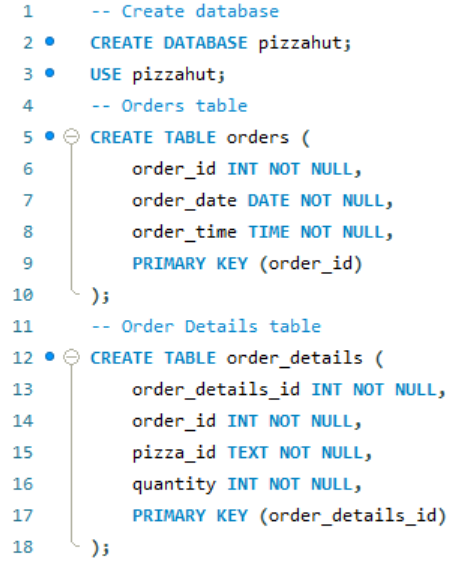 1 -- Create database
2 CREATE DATABASE pizzahut;
3 USE pizzahut;
4 -- Orders table
5 CREATE TABLE orders (
6 order_id INT NOT NULL,
7 order_date DATE NOT NULL,
8 order_time TIME NOT NULL,
9 PRIMARY KEY (order_id)
10 );
11 -- Order Details table
12 CREATE TABLE order_details (
13 order_details_id INT NOT NULL,
14 order_id INT NOT NULL,
15 pizza_id TEXT NOT NULL,
16 quantity INT NOT NULL,
17 PRIMARY KEY (order_details_id)
18 );